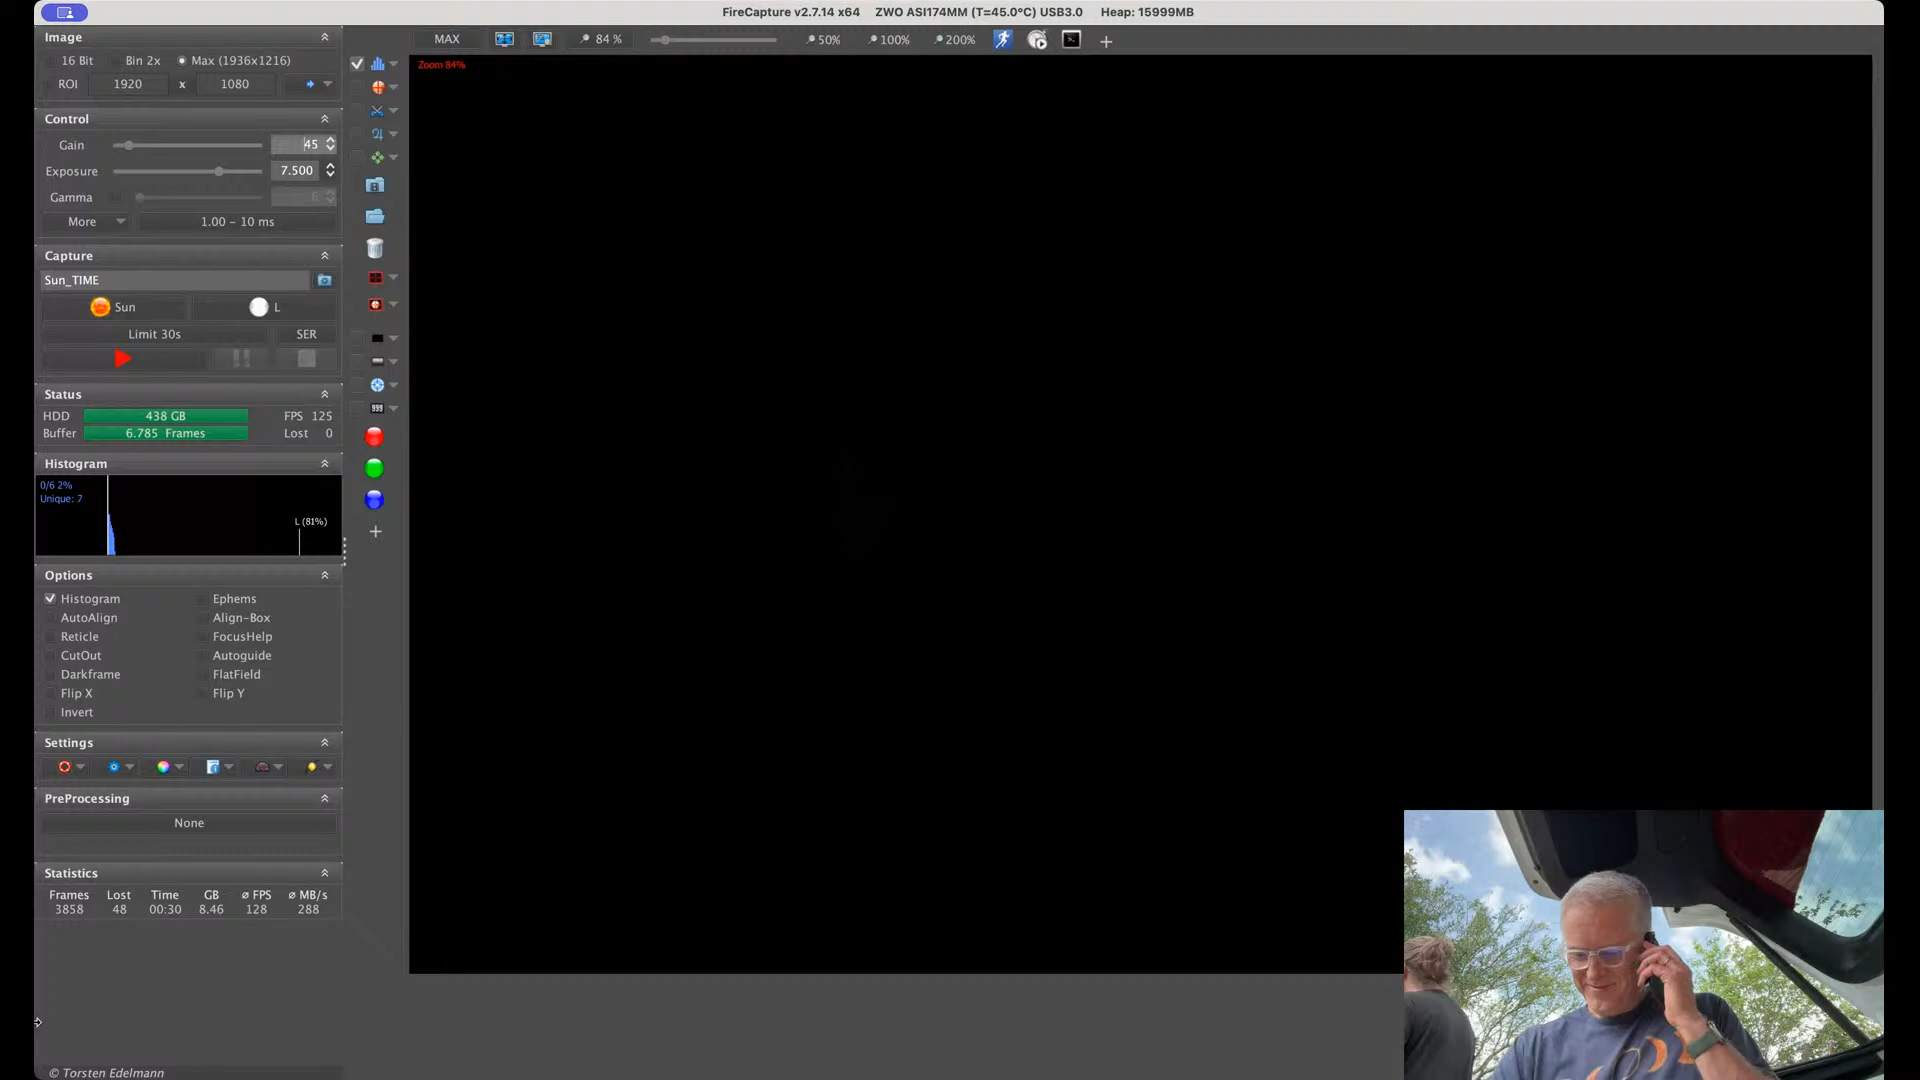 FireCapture v2.7.14 x64 ZWO ASI174MM (T=45.0°C) USB3.0 Heap: 15999MB
Image
MAX 84 % 50% 100% 200%
16 Bit Bin 2x Max (1936x1216)
Zoom 84%
ROI 1920 x 1080
Control
Gain 45
Exposure 7.500
Gamma 6
More 1.00 - 10 ms
Capture
Sun_TIME
Sun L
Limit 30s SER
Status
HDD 438 GB FPS 125
Buffer 6.785 Frames Lost 0
Histogram
0/6 2%
Unique: 7
L (81%)
Options
Histogram Ephems
AutoAlign Align-Box
Reticle FocusHelp
CutOut Autoguide
Darkframe FlatField
Flip X Flip Y
Invert
Settings
PreProcessing
None
Statistics
Frames Lost Time GB ø FPS ø MB/s
3858 48 00:30 8.46 128 288
© Torsten Edelmann